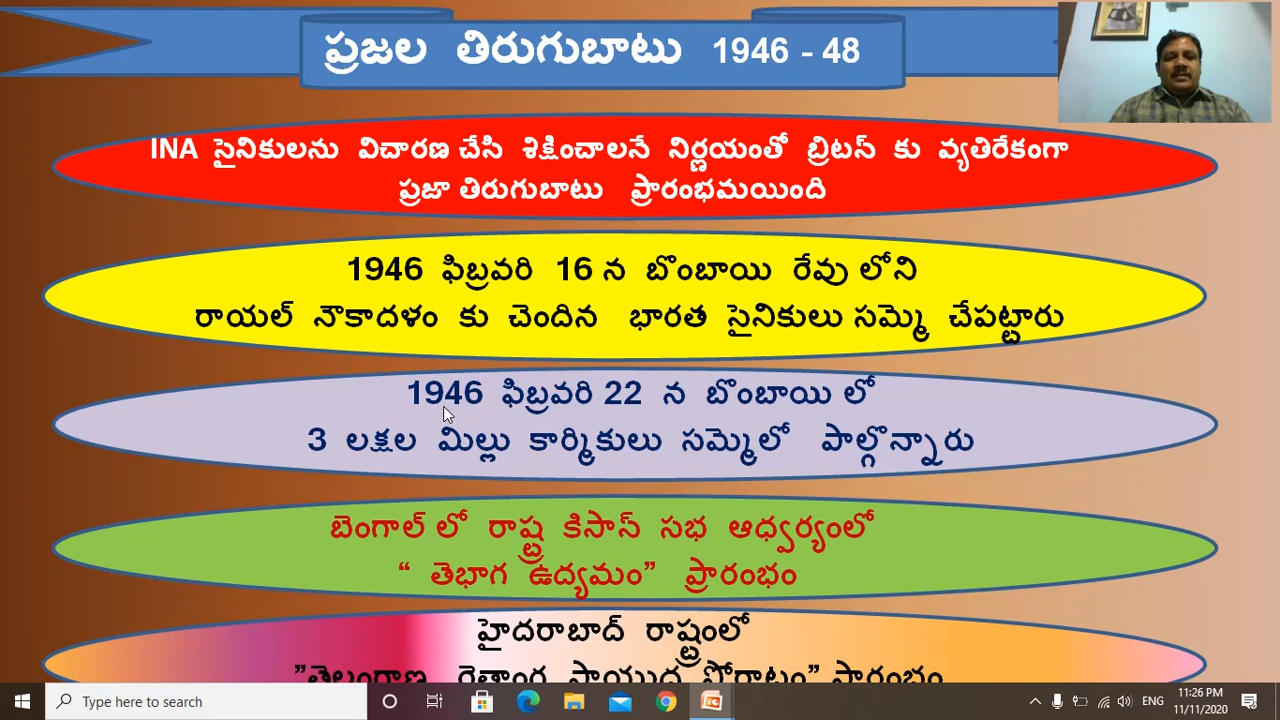 ప్రజల తిరుగుబాటు 1946 - 48
INA సైనికులను విచారణ చేసి శిక్షించాలనే నిర్ణయంతో బ్రిటన్ కు వ్యతిరేకంగా
ప్రజా తిరుగుబాటు ప్రారంభమయింది
1946 ఫిబ్రవరి 16 న బొంబాయి రేవు లోని
రాయల్ నౌకాదళం కు చెందిన భారత సైనికులు సమ్మె చేపట్టారు
1946 ఫిబ్రవరి 22 న బొంబాయి లో
3 లక్షల మిల్లు కార్మికులు సమ్మెలో పాల్గొన్నారు
బెంగాల్ లో రాష్ట్ర కిసాన్ సభ ఆధ్వర్యంలో
“ తెభాగ ఉద్యమం” ప్రారంభం
హైదరాబాద్ రాష్ట్రంలో
”తెలంగాణ పోరాటం” ప్రారంభం
Type here to search
ENG
11:26 PM
11/11/2020